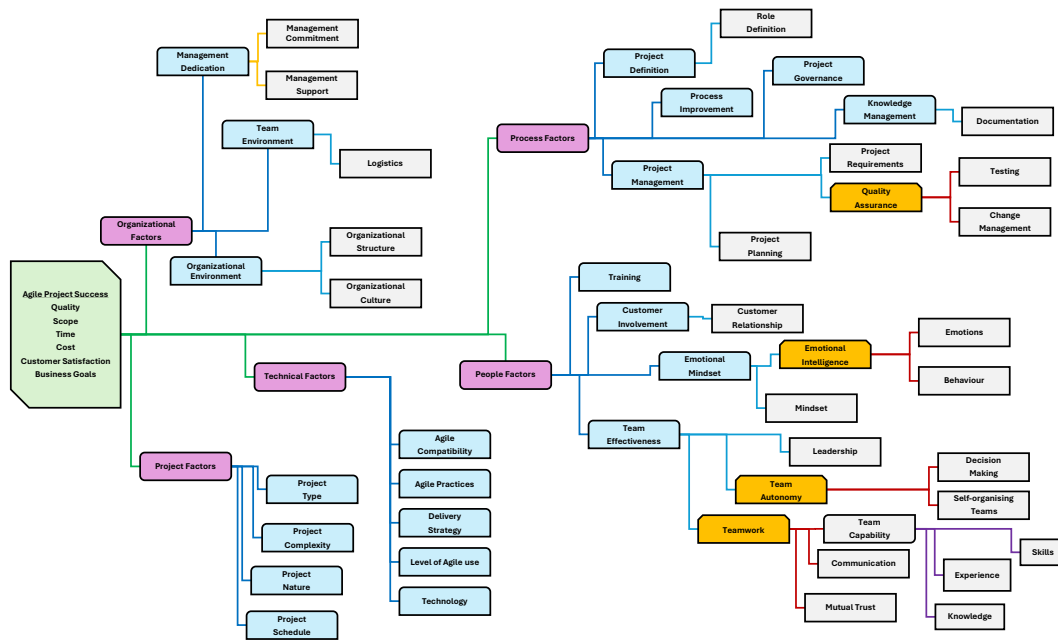 Management
Commitment
Management
Dedication
Management
Support
Team
Environment
Logistics
Organizational
Factors
Organizational
Structure
Organizational
Environment
Organizational
Culture
Agile Project Success
Quality
Scope
Time
Cost
Customer Satisfaction
Business Goals
Technical Factors
Agile
Compatibility
Agile Practices
Delivery
Strategy
Level of Agile use
Technology
Project Factors
Project
Type
Project
Complexity
Project
Nature
Project
Schedule
Process Factors
Role
Definition
Project
Definition
Project
Governance
Process
Improvement
Knowledge
Management
Documentation
Project
Management
Project
Requirements
Quality
Assurance
Testing
Change
Management
Project
Planning
People Factors
Training
Customer
Involvement
Customer
Relationship
Emotional
Mindset
Emotional
Intelligence
Emotions
Behaviour
Mindset
Team
Effectiveness
Leadership
Team
Autonomy
Decision
Making
Self-organising
Teams
Teamwork
Team
Capability
Skills
Communication
Experience
Mutual Trust
Knowledge